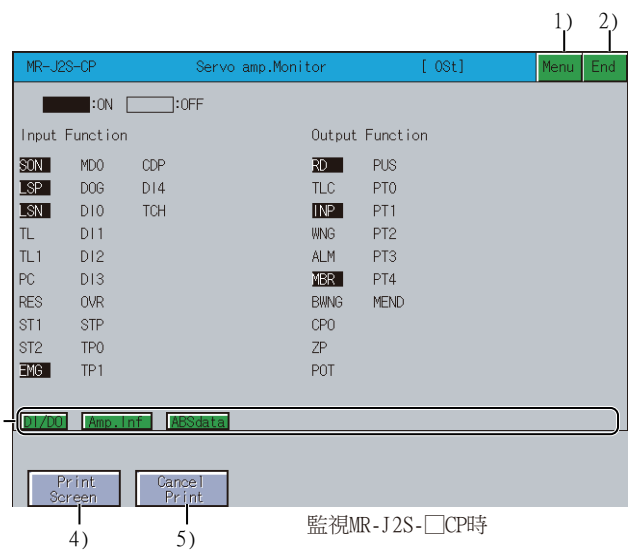 1) 2)
MR-J2S-CP Servo amp.Monitor [ OSt] Menu End
:ON :OFF
Input Function Output Function
SON MD0 CDP RD PUS
LSP DOG DI4 TLC PT0
LSN DI0 TCH INP PT1
TL DI1 WNG PT2
TL1 DI2 ALM PT3
PC DI3 MBR PT4
RES OVR BWNG MEND
ST1 STP CPO
ST2 TP0 ZP
EMG TP1 POT
DI/DO Amp.Inf ABSdata
Print Screen Cancel Print
4) 5)
監視MR-J2S-□CP時